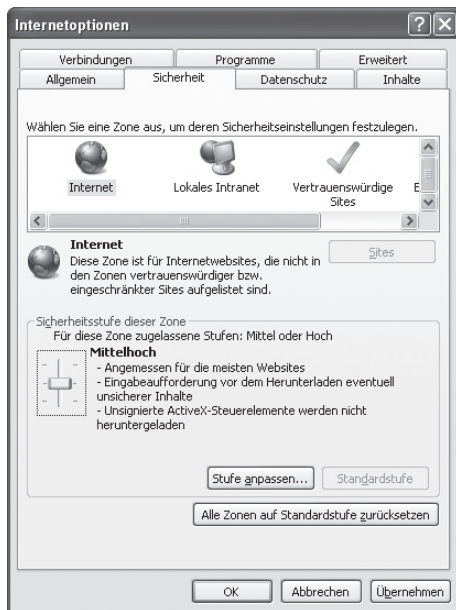 Internetoptionen
Verbindungen Programme Erweitert
Allgemein Sicherheit Datenschutz Inhalte
Wählen Sie eine Zone aus, um deren Sicherheitseinstellungen festzulegen.
Internet Lokales Intranet Vertrauenswürdige E
Sites
Internet
Diese Zone ist für Internetwebsites, die nicht in
den Zonen vertrauenswürdiger bzw.
eingeschränkter Sites aufgelistet sind.
Sites
Sicherheitsstufe dieser Zone
Für diese Zone zugelassene Stufen: Mittel oder Hoch
Mittelhoch
- Angemessen für die meisten Websites
- Eingabeaufforderung vor dem Herunterladen eventuell
unsicherer Inhalte
- Unsignierte ActiveX-Steuerelemente werden nicht
heruntergeladen
Stufe anpassen... Standardstufe
Alle Zonen auf Standardstufe zurücksetzen
OK Abbrechen Übernehmen